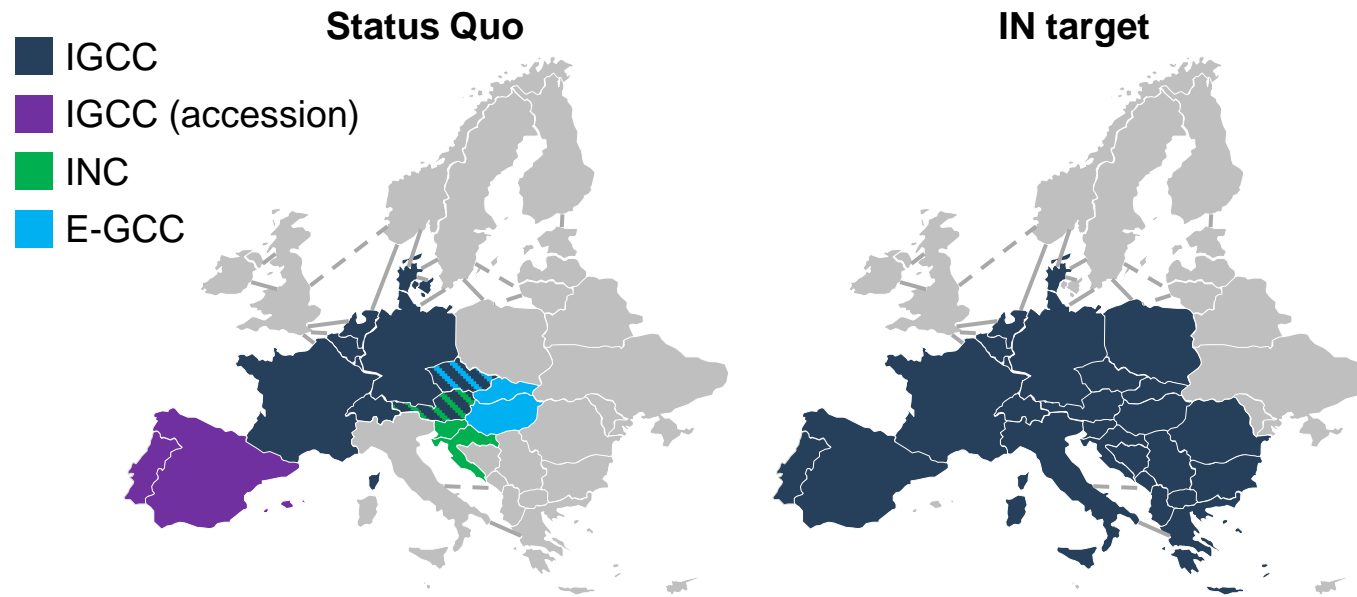 Status Quo
IN target
IGCC
IGCC (accession)
INC
E-GCC